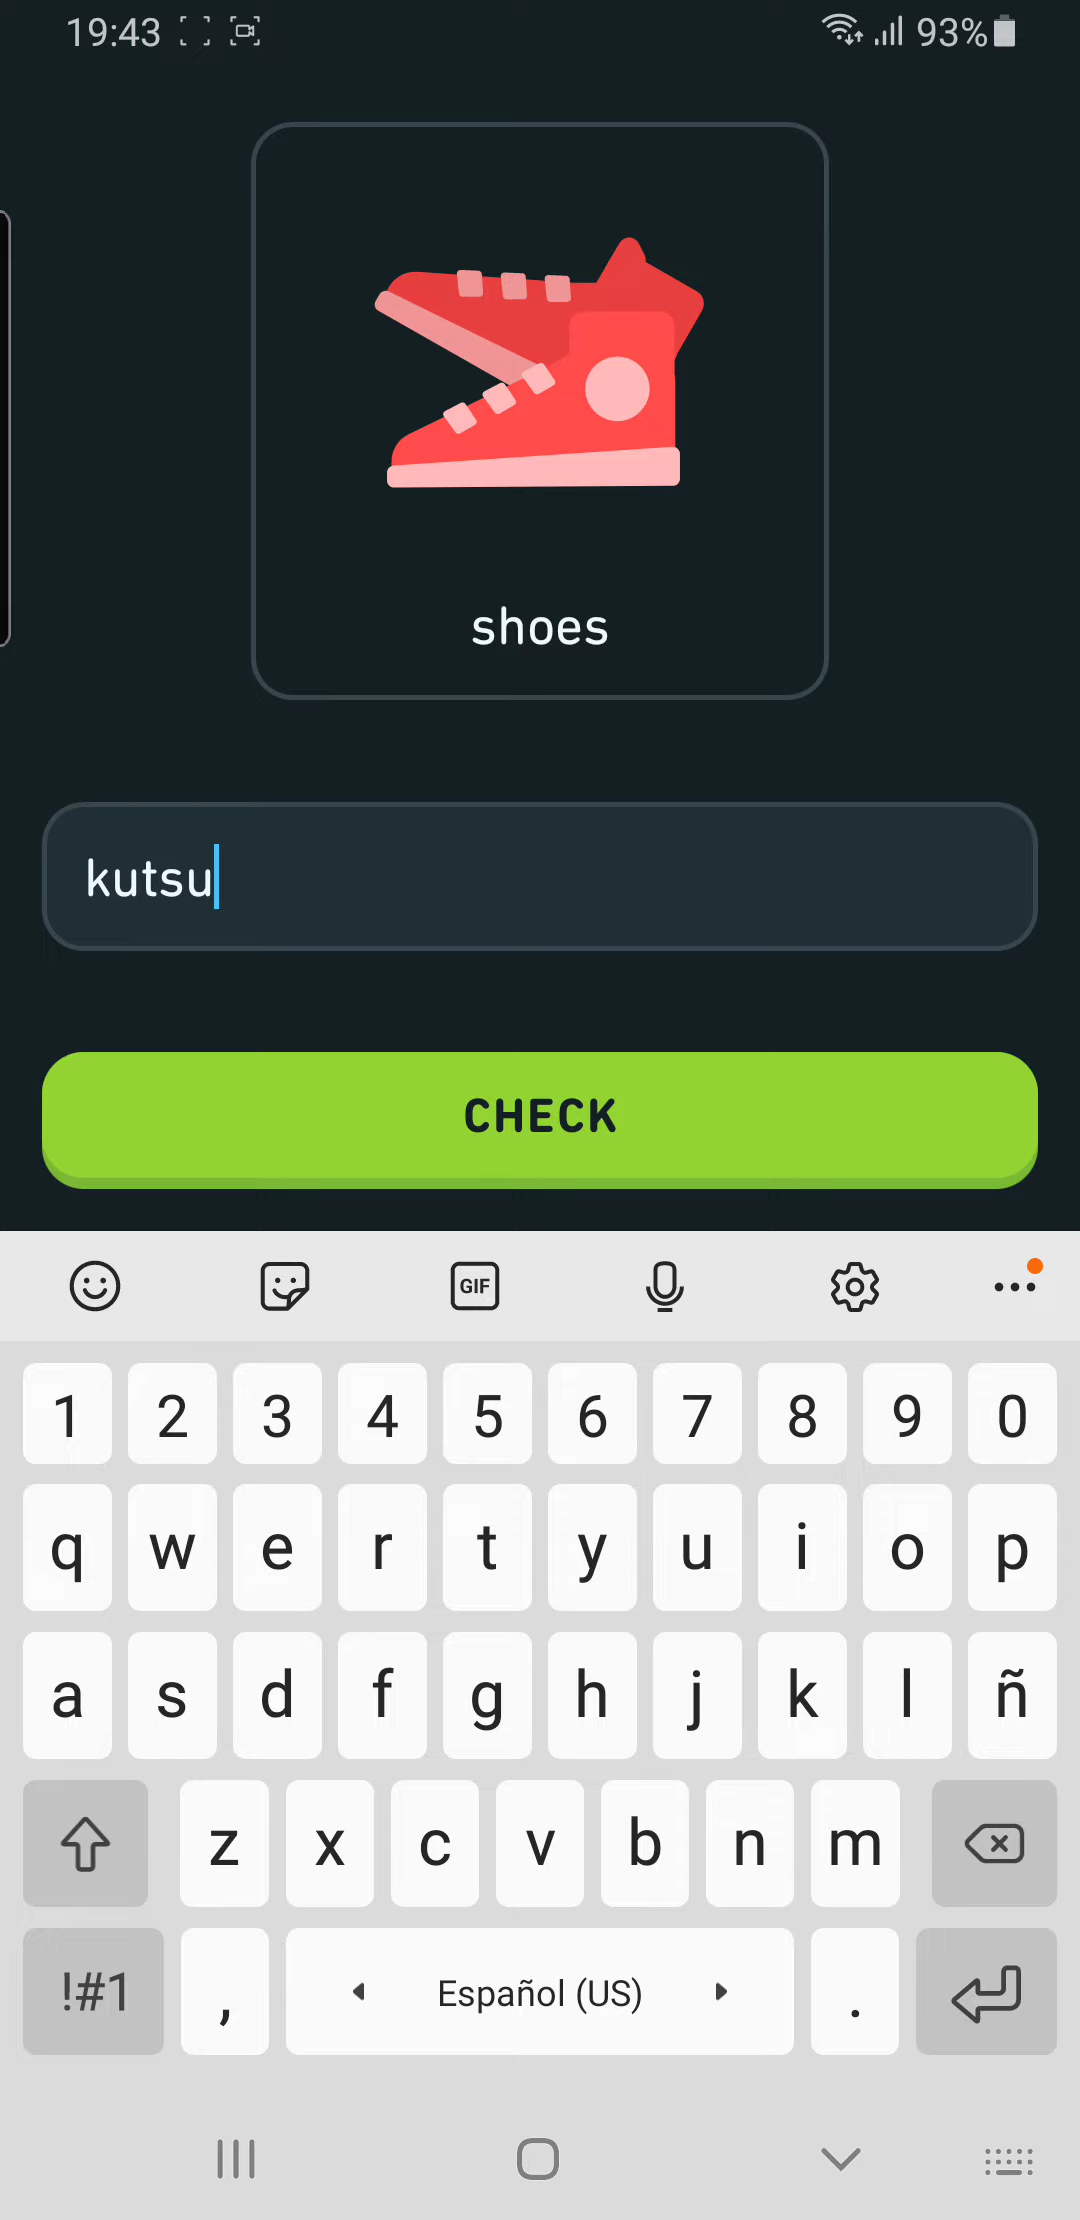 19:43 93%
shoes
kutsu
CHECK
GIF
1 2 3 4 5 6 7 8 9 0
q w e r t y u i o p
a s d f g h j k l ñ
z x c v b n m
!#1 , Español (US) .